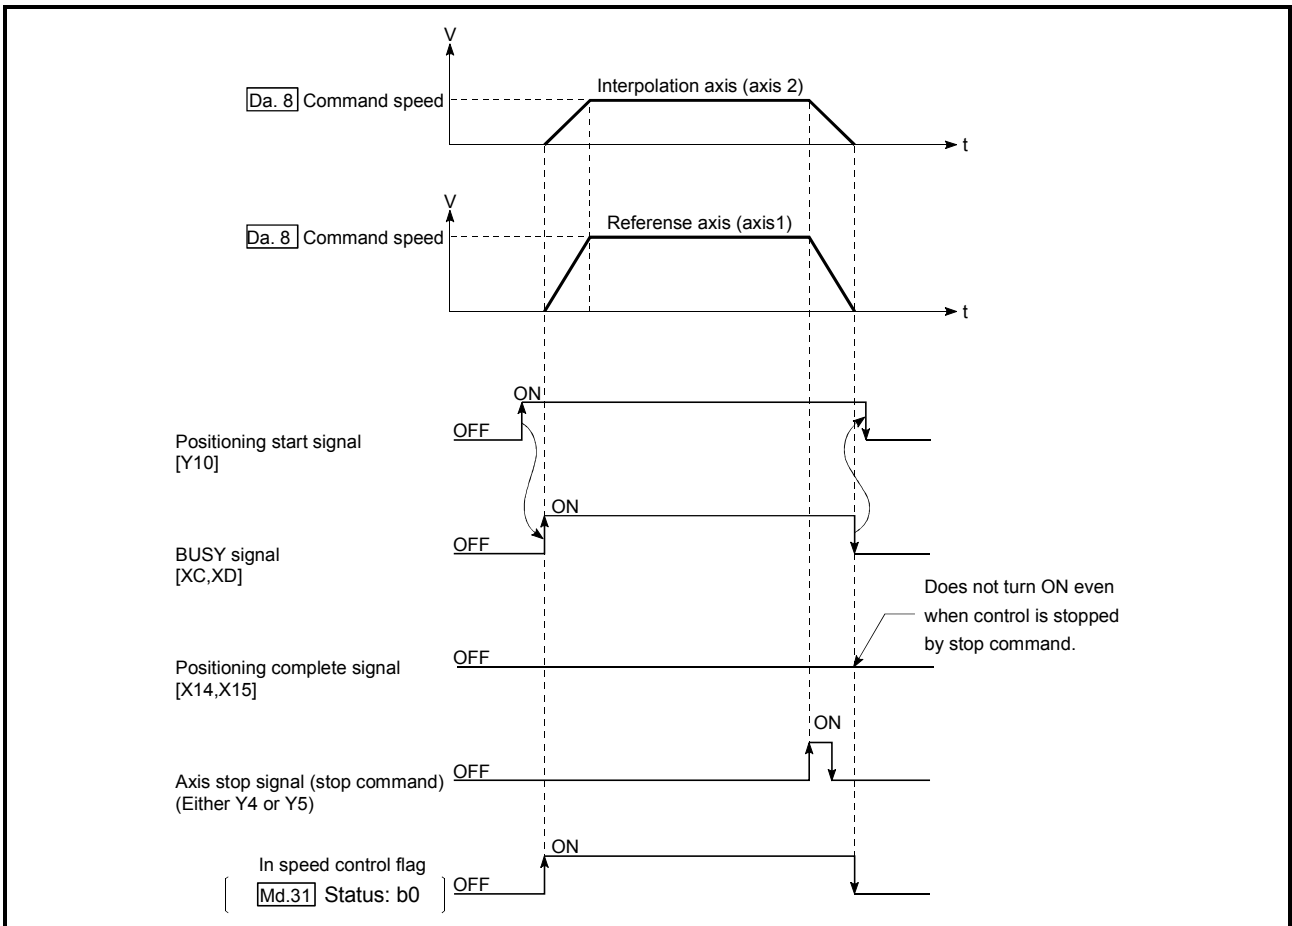 V
Interpolation axis (axis 2)
Da. 8 Command speed
t
V
Referense axis (axis1)
Da. 8 Command speed
t
ON
OFF
Positioning start signal
[Y10]
ON
OFF
BUSY signal
[XC,XD]
Does not turn ON even
when control is stopped
by stop command.
OFF
Positioning complete signal
[X14,X15]
ON
OFF
Axis stop signal (stop command)
(Either Y4 or Y5)
ON
In speed control flag
OFF
Md.31 Status: b0